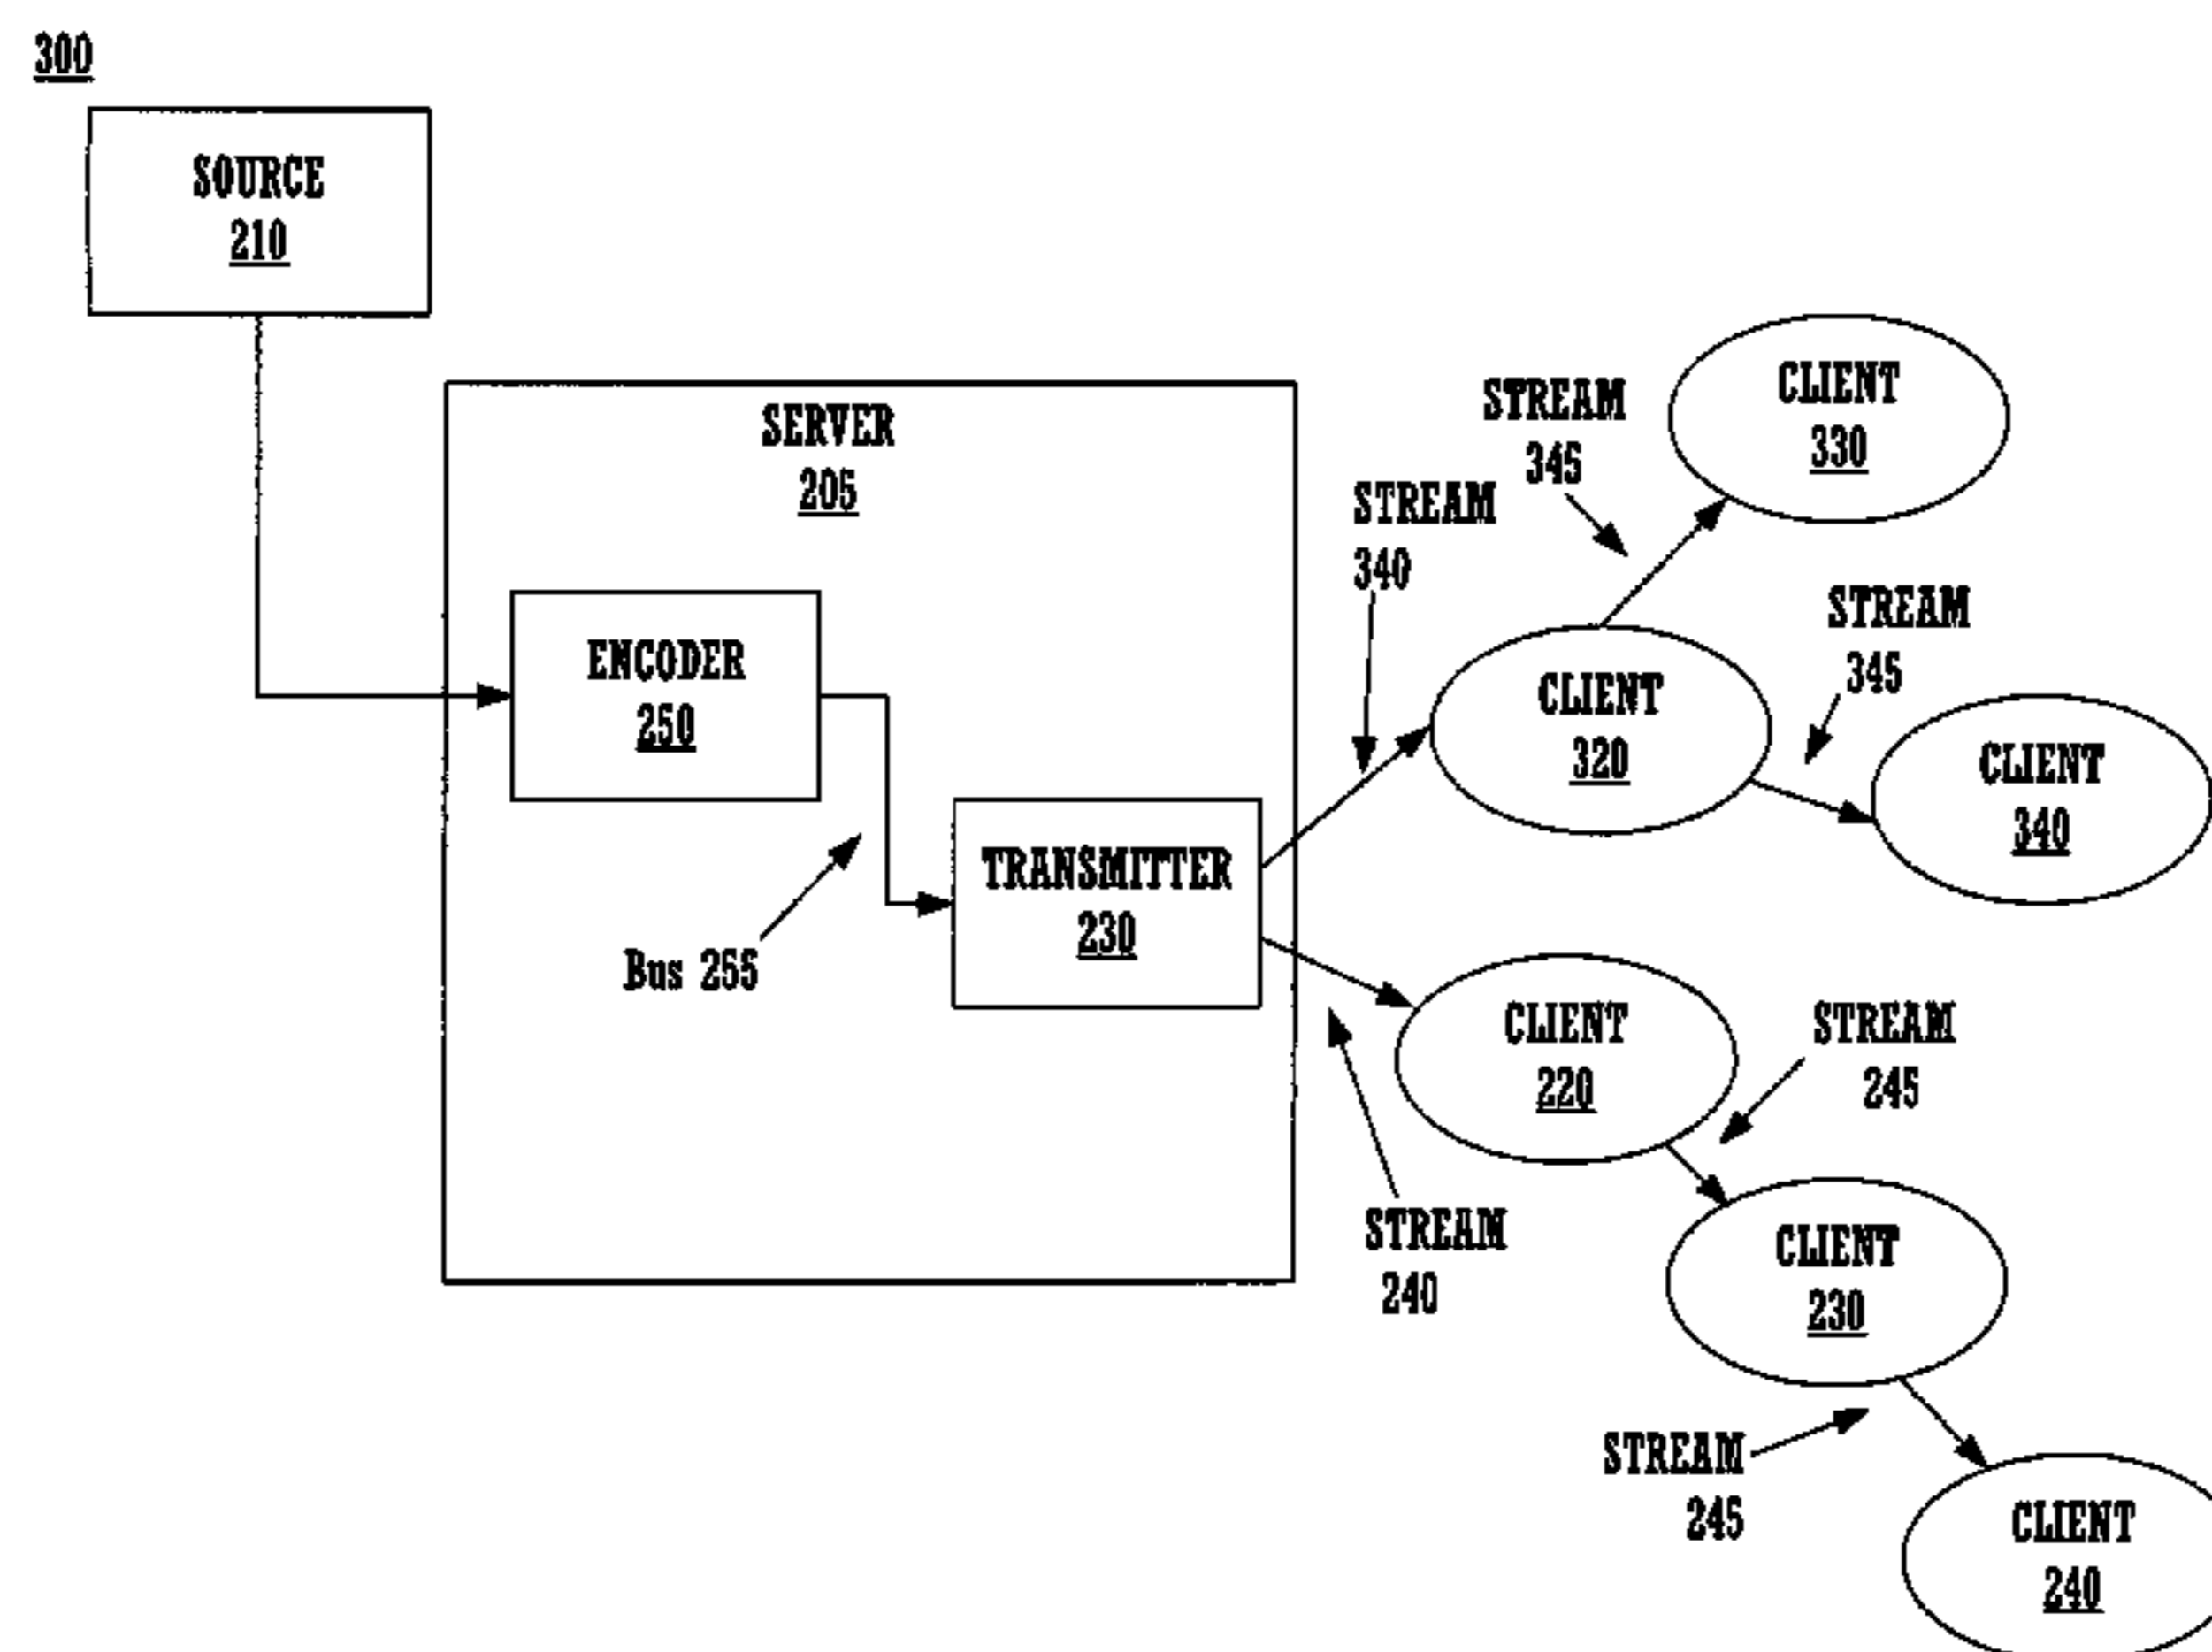 300
SOURCE
210
SERVER
205
ENCODER
250
Bus 255
TRANSMITTER
230
STREAM
340
STREAM
345
CLIENT
330
CLIENT
320
STREAM
345
CLIENT
340
CLIENT
220
STREAM
240
STREAM
245
CLIENT
230
STREAM
245
CLIENT
240